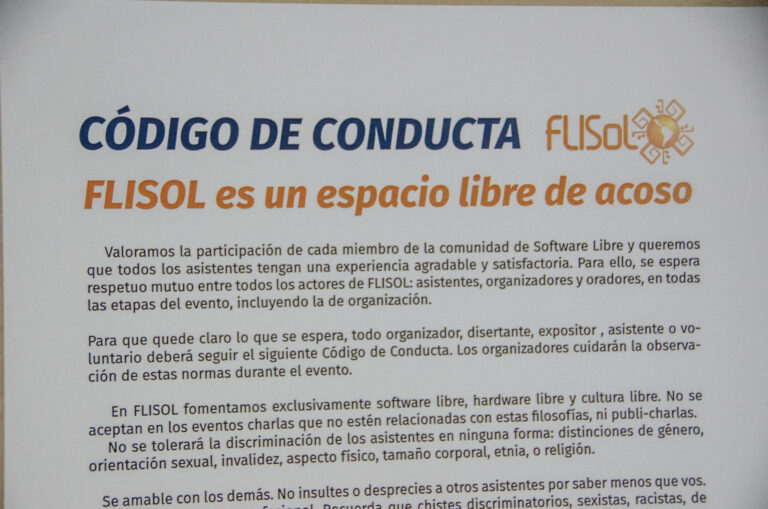 CÓDIGO DE CONDUCTA FLISoL
FLISOL es un espacio libre de acoso
Valoramos la participación de cada miembro de la comunidad de Software Libre y queremos
que todos los asistentes tengan una experiencia agradable y satisfactoria. Para ello, se espera
respetuo mutuo entre todos los actores de FLISOL: asistentes, organizadores y oradores, en todas
las etapas del evento, incluyendo la de organización.
Para que quede claro lo que se espera, todo organizador, disertante, expositor , asistente o vo-
luntario deberá seguir el siguiente Código de Conducta. Los organizadores cuidarán la observa-
ción de estas normas durante el evento.
En FLISOL fomentamos exclusivamente software libre, hardware libre y cultura libre. No se
aceptan en los eventos charlas que no estén relacionadas con estas filosofías, ni publi-charlas.
No se tolerará la discriminación de los asistentes en ninguna forma: distinciones de género,
orientación sexual, invalidez, aspecto físico, tamaño corporal, etnia, o religión.
Se amable con los demás. No insultes o desprecies a otros asistentes por saber menos que vos.
Recuerda que chistes discriminatorios, sexistas, racistas, de